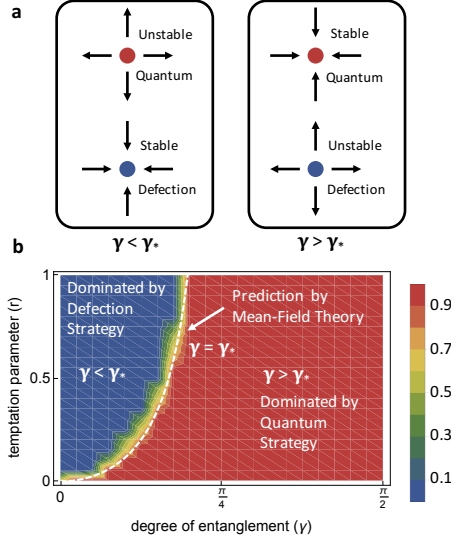 a
Unstable
Quantum
Stable
Defection
γ < γ*
Stable
Quantum
Unstable
Defection
γ > γ*
b
temptation parameter (t)
1
0.5
0
Dominated by
Defection
Strategy
γ < γ*
Prediction by
Mean-Field Theory
γ = γ*
γ > γ*
Dominated by
Quantum
Strategy
0
π/4
π/2
degree of entanglement (γ)
0.9
0.7
0.5
0.3
0.1